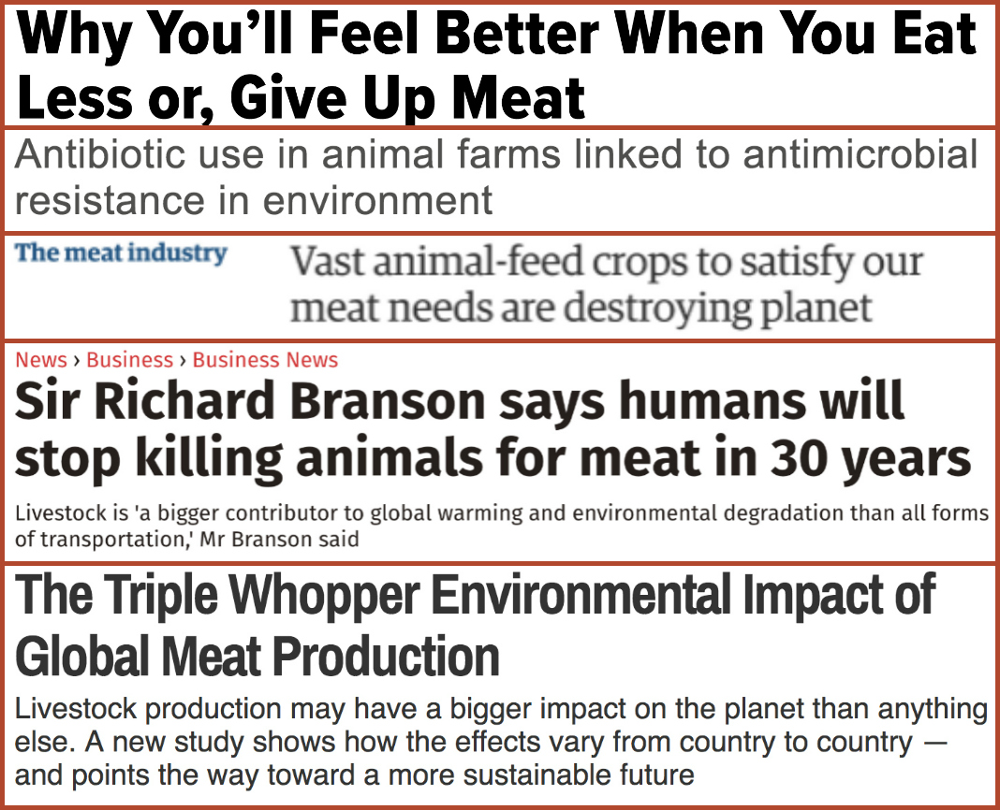 Why You’ll Feel Better When You Eat
Less or, Give Up Meat
Antibiotic use in animal farms linked to antimicrobial
resistance in environment
The meat industry
Vast animal-feed crops to satisfy our
meat needs are destroying planet
News › Business › Business News
Sir Richard Branson says humans will
stop killing animals for meat in 30 years
Livestock is 'a bigger contributor to global warming and environmental degradation than all forms
of transportation,' Mr Branson said
The Triple Whopper Environmental Impact of
Global Meat Production
Livestock production may have a bigger impact on the planet than anything
else. A new study shows how the effects vary from country to country —
and points the way toward a more sustainable future